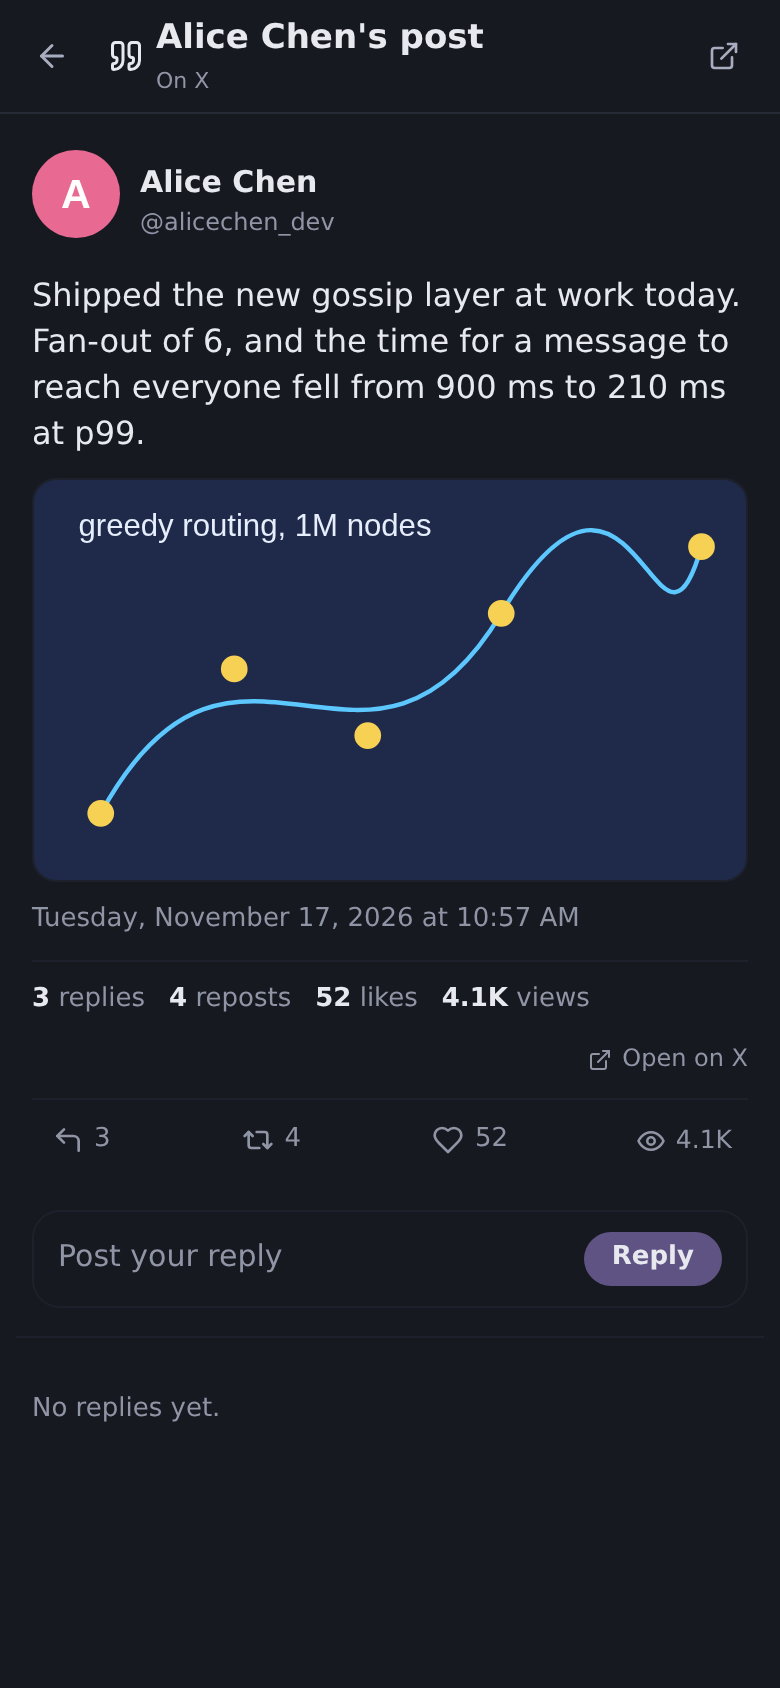 Alice Chen's post
On X
A
Alice Chen
@alicechen_dev
Shipped the new gossip layer at work today.
Fan-out of 6, and the time for a message to
reach everyone fell from 900 ms to 210 ms
at p99.
greedy routing, 1M nodes
Tuesday, November 17, 2026 at 10:57 AM
3 replies 4 reposts 52 likes 4.1K views
Open on X
3 4 52 4.1K
Post your reply Reply
No replies yet.